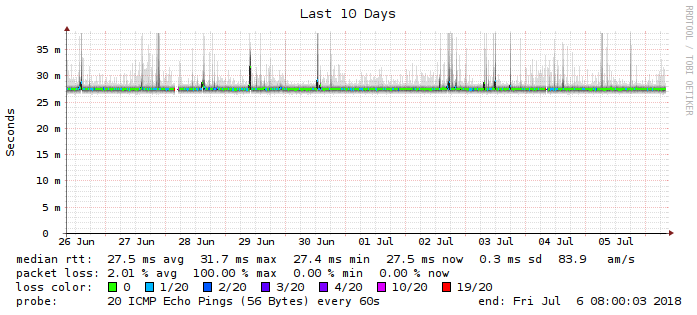 Last 10 Days
RRDTOOL / TOBI OETIKER
Seconds
35 m
30 m
25 m
20 m
15 m
10 m
5 m
0
26 Jun 27 Jun 28 Jun 29 Jun 30 Jun 01 Jul 02 Jul 03 Jul 04 Jul 05 Jul
median rtt: 27.5 ms avg 31.7 ms max 27.4 ms min 27.5 ms now 0.3 ms sd 83.9 am/s
packet loss: 2.01 % avg 100.00 % max 0.00 % min 0.00 % now
loss color: 0 1/20 2/20 3/20 4/20 10/20 19/20
probe: 20 ICMP Echo Pings (56 Bytes) every 60s end: Fri Jul 6 08:00:03 2018